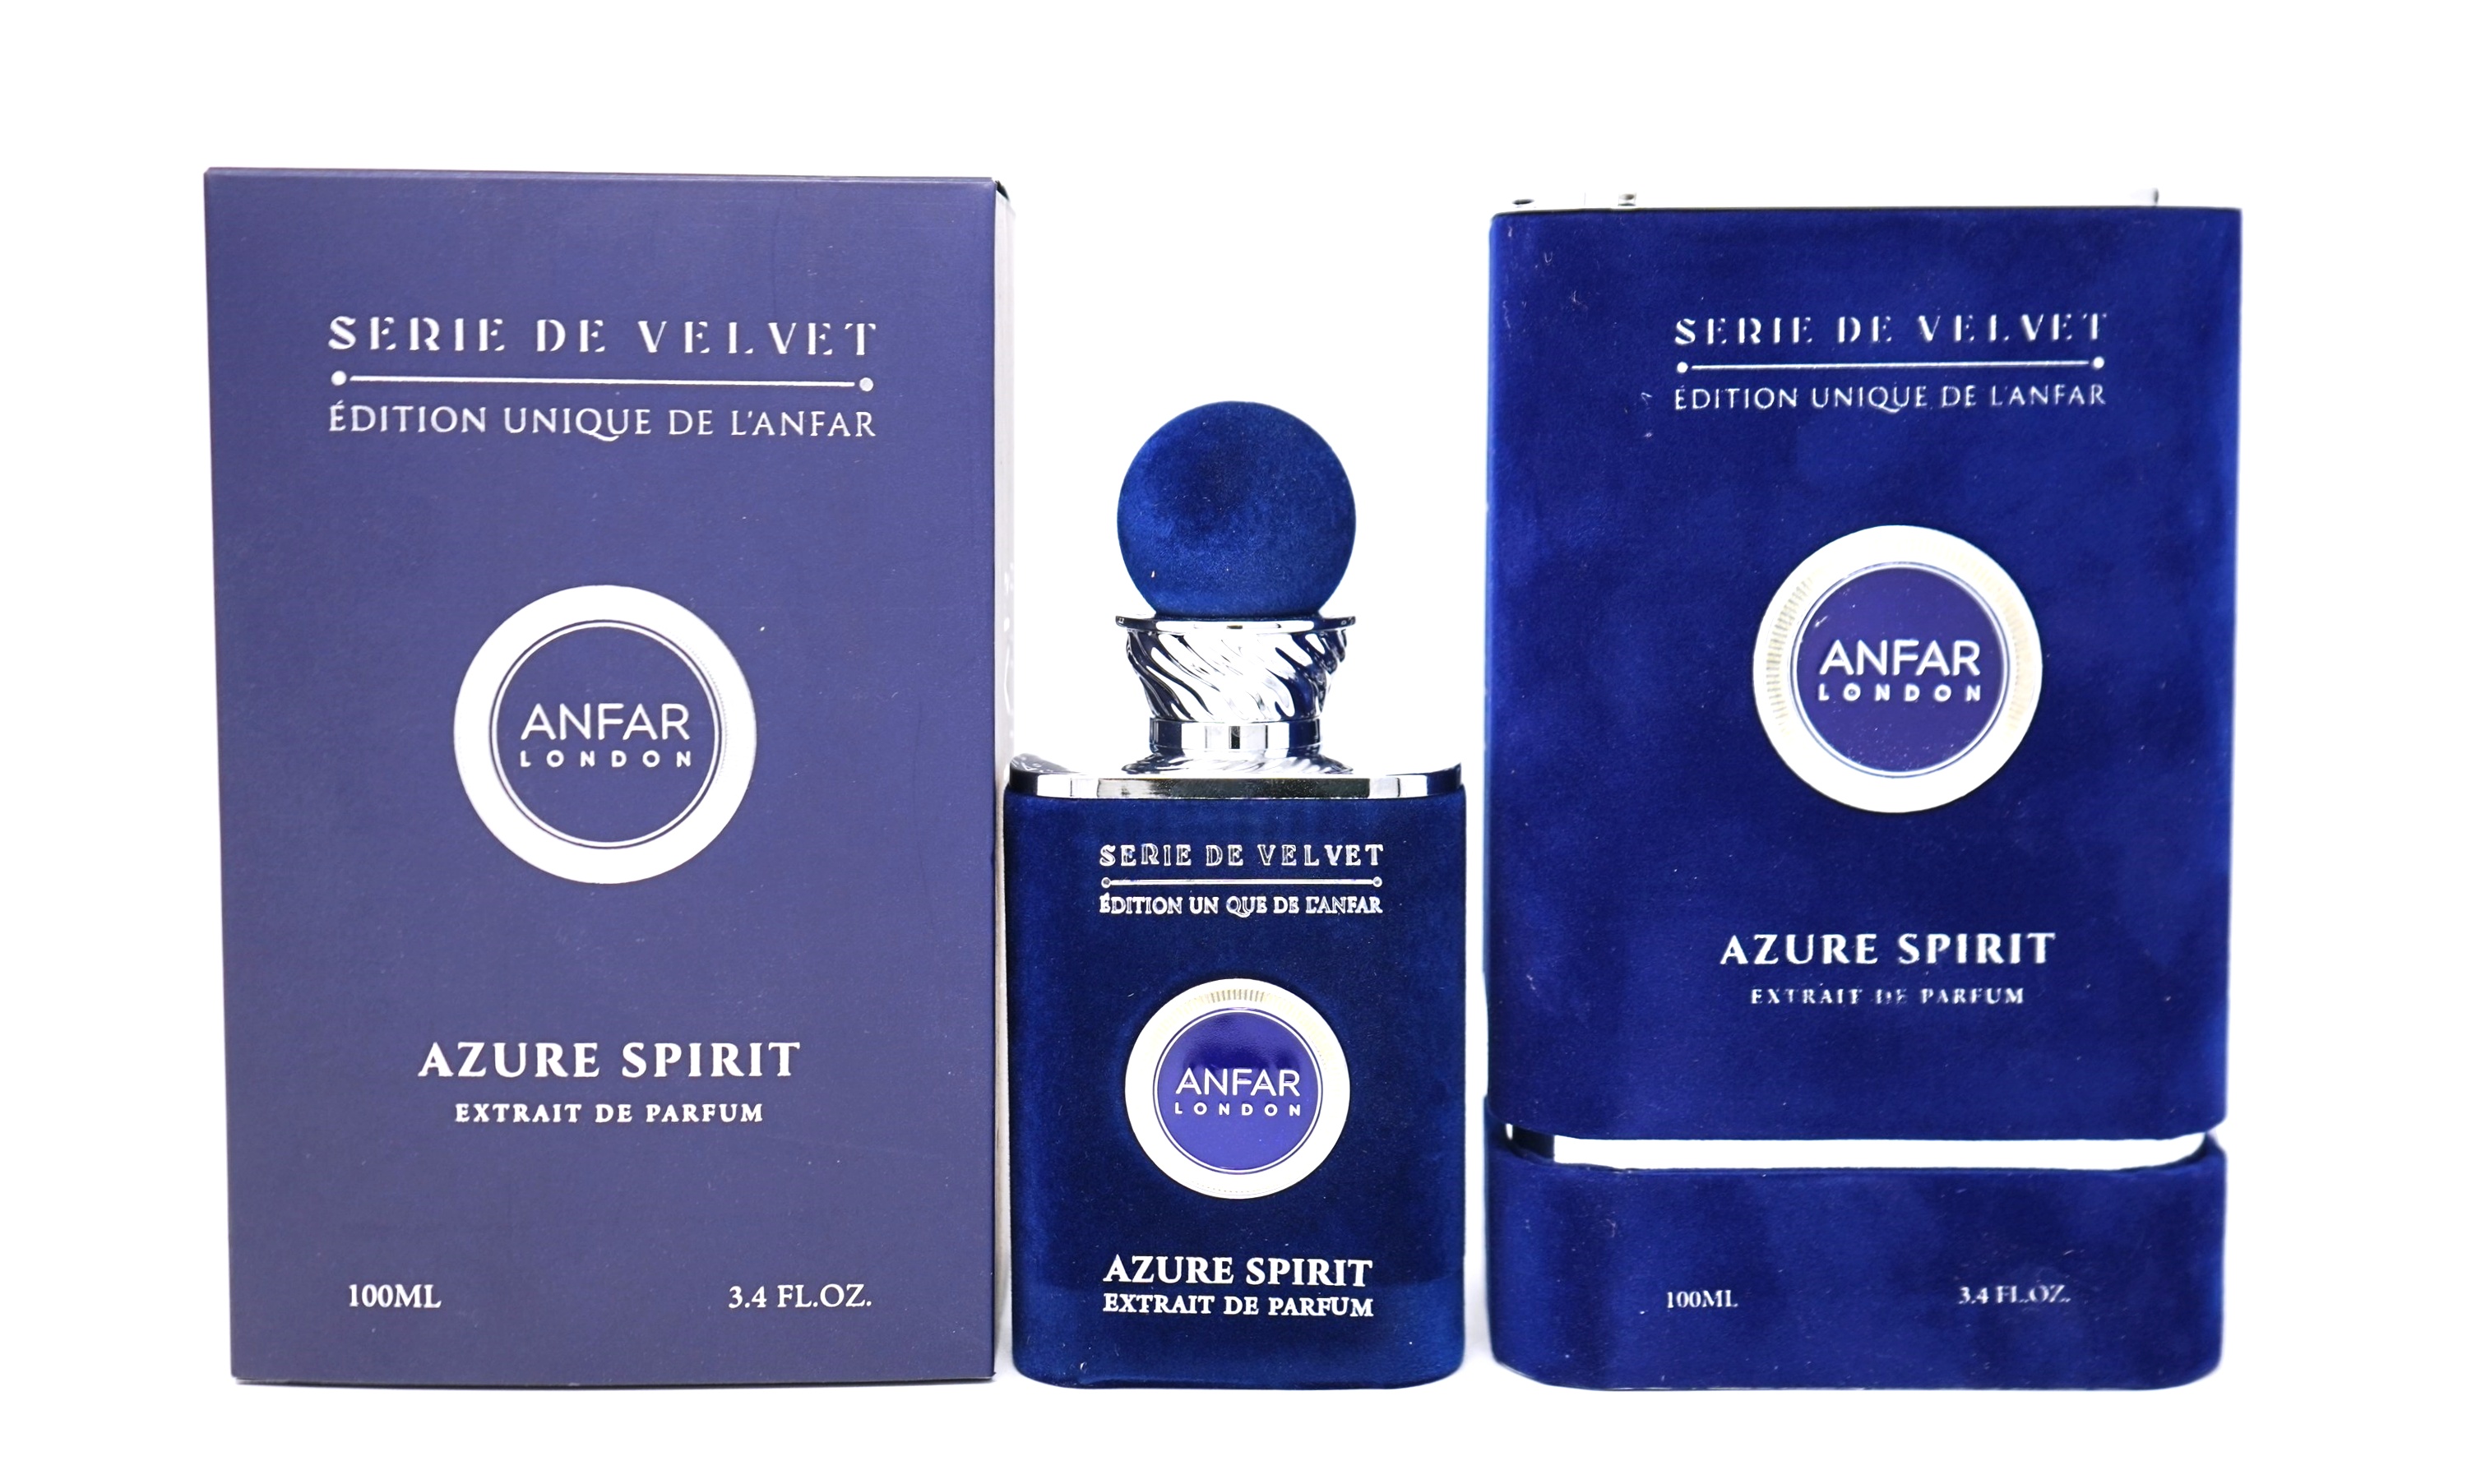 SERIE DE VELVET
ÉDITION UNIQUE DE L'ANFAR
ANFAR
LONDON
AZURE SPIRIT
EXTRAIT DE PARFUM
100ML 3.4 FL.OZ.
SERIE DE VELVET
ÉDITION UN QUE DE L'ANFAR
ANFAR
LONDON
AZURE SPIRIT
EXTRAIT DE PARFUM
SERIE DE VELVET
ÉDITION UNIQUE DE L'ANFAR
ANFAR
LONDON
AZURE SPIRIT
EXTRAIT DE PARFUM
100ML 3.4 FL.OZ.